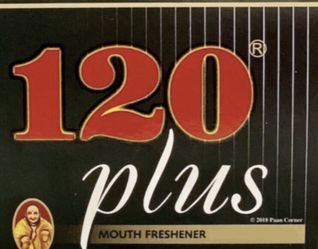 120®
plus
© 2018 Paan Corner
MOUTH FRESHENER